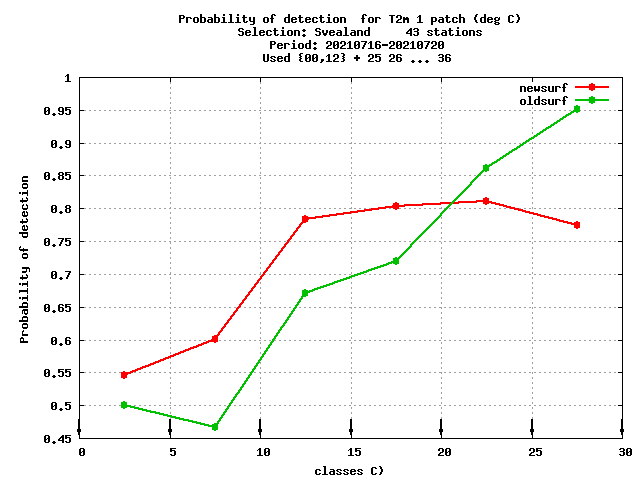 Probability of detection  for T2m 1 patch (deg C)
Selection: Svealand     43 stations
Period: 20210716-20210720
Used {00,12} + 25 26 ... 36
newsurf
oldsurf
1
0.95
0.9
0.85
0.8
0.75
0.7
0.65
0.6
0.55
0.5
0.45
Probability of detection
0 5 10 15 20 25 30
classes C)